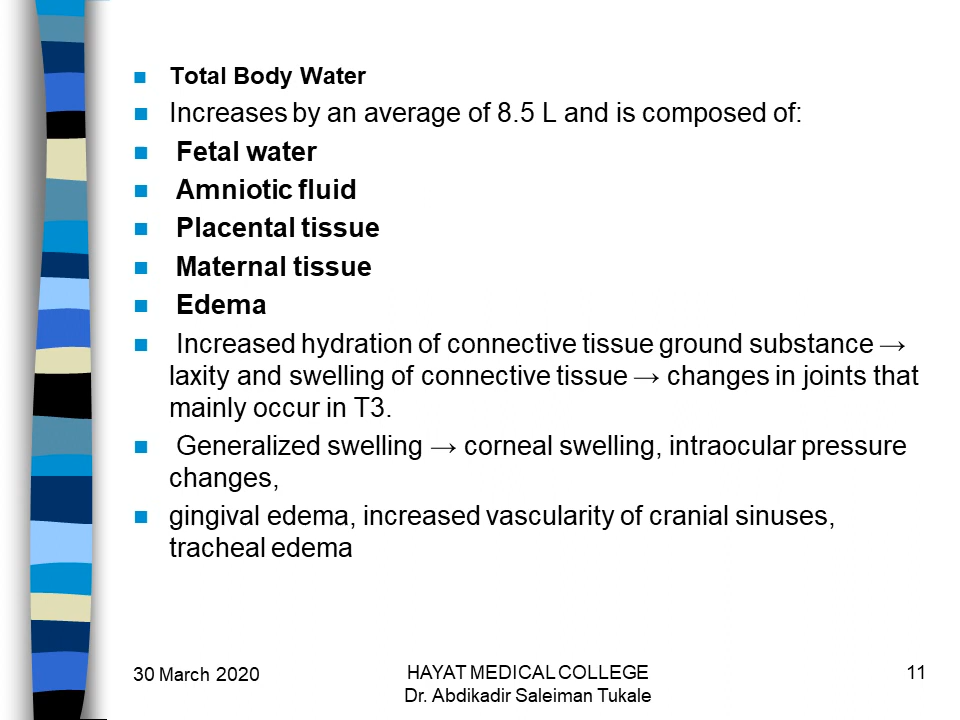 Total Body Water
Increases by an average of 8.5 L and is composed of:
Fetal water
Amniotic fluid
Placental tissue
Maternal tissue
Edema
Increased hydration of connective tissue ground substance →
laxity and swelling of connective tissue → changes in joints that
mainly occur in T3.
Generalized swelling → corneal swelling, intraocular pressure
changes,
gingival edema, increased vascularity of cranial sinuses,
tracheal edema
30 March 2020
HAYAT MEDICAL COLLEGE
Dr. Abdikadir Saleiman Tukale
11